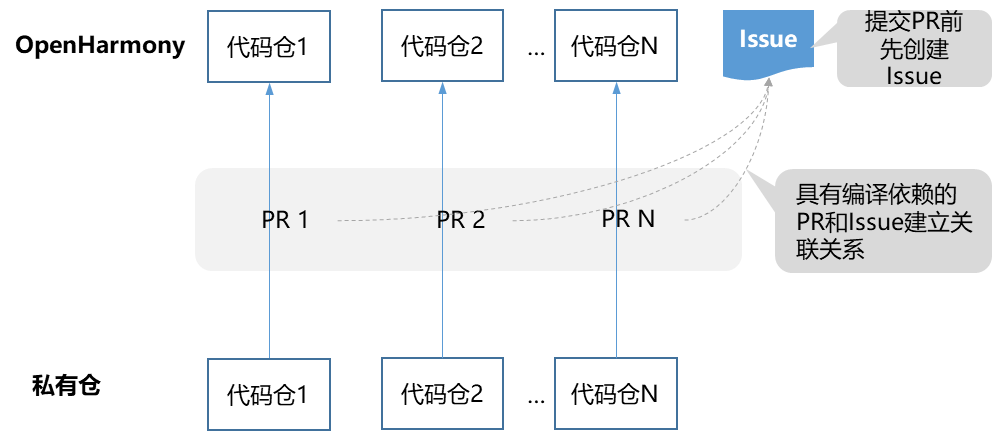 OpenHarmony
代码仓1
代码仓2
...
代码仓N
Issue
提交PR前
先创建
Issue
PR 1
PR 2
PR N
具有编译依赖的
PR和Issue建立关
联关系
私有仓
代码仓1
代码仓2
...
代码仓N